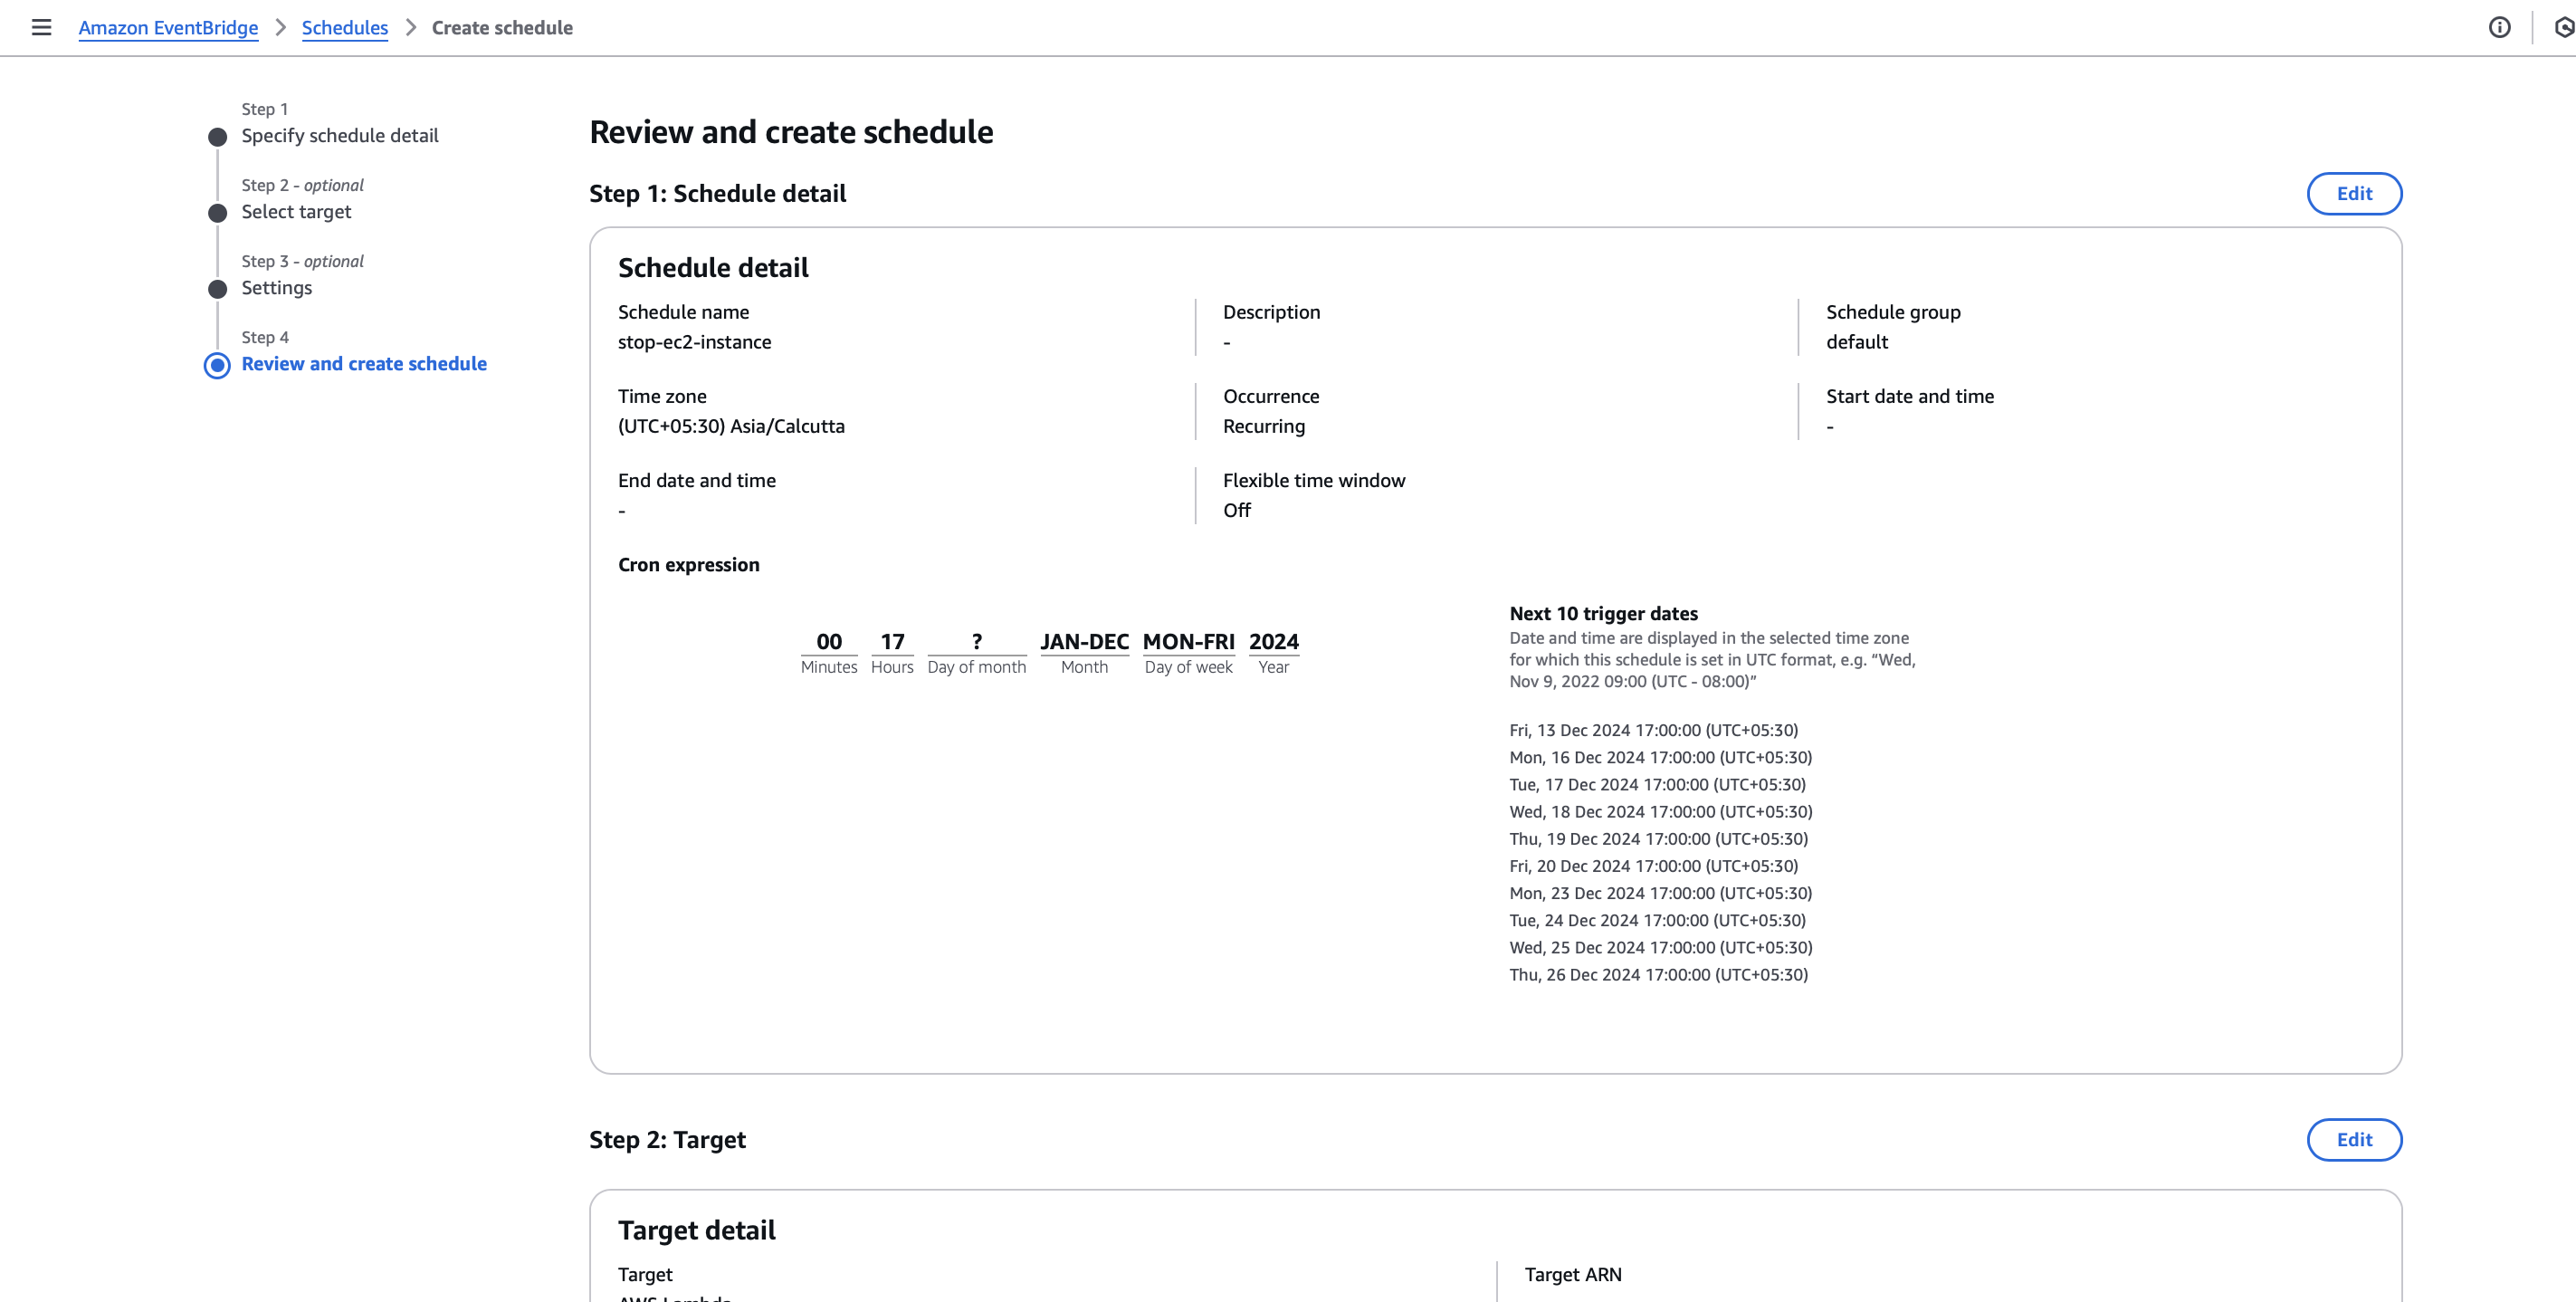 Amazon EventBridge > Schedules > Create schedule
Step 1
Specify schedule detail
Step 2 - optional
Select target
Step 3 - optional
Settings
Step 4
Review and create schedule
Review and create schedule
Step 1: Schedule detail
Edit
Schedule detail
Schedule name
stop-ec2-instance
Description
-
Schedule group
default
Time zone
(UTC+05:30) Asia/Calcutta
Occurrence
Recurring
Start date and time
-
End date and time
-
Flexible time window
Off
Cron expression
00 17 ? JAN-DEC MON-FRI 2024
Minutes Hours Day of month Month Day of week Year
Next 10 trigger dates
Date and time are displayed in the selected time zone
for which this schedule is set in UTC format, e.g. “Wed,
Nov 9, 2022 09:00 (UTC - 08:00)”
Fri, 13 Dec 2024 17:00:00 (UTC+05:30)
Mon, 16 Dec 2024 17:00:00 (UTC+05:30)
Tue, 17 Dec 2024 17:00:00 (UTC+05:30)
Wed, 18 Dec 2024 17:00:00 (UTC+05:30)
Thu, 19 Dec 2024 17:00:00 (UTC+05:30)
Fri, 20 Dec 2024 17:00:00 (UTC+05:30)
Mon, 23 Dec 2024 17:00:00 (UTC+05:30)
Tue, 24 Dec 2024 17:00:00 (UTC+05:30)
Wed, 25 Dec 2024 17:00:00 (UTC+05:30)
Thu, 26 Dec 2024 17:00:00 (UTC+05:30)
Step 2: Target
Edit
Target detail
Target
AWS Lambda
Target ARN